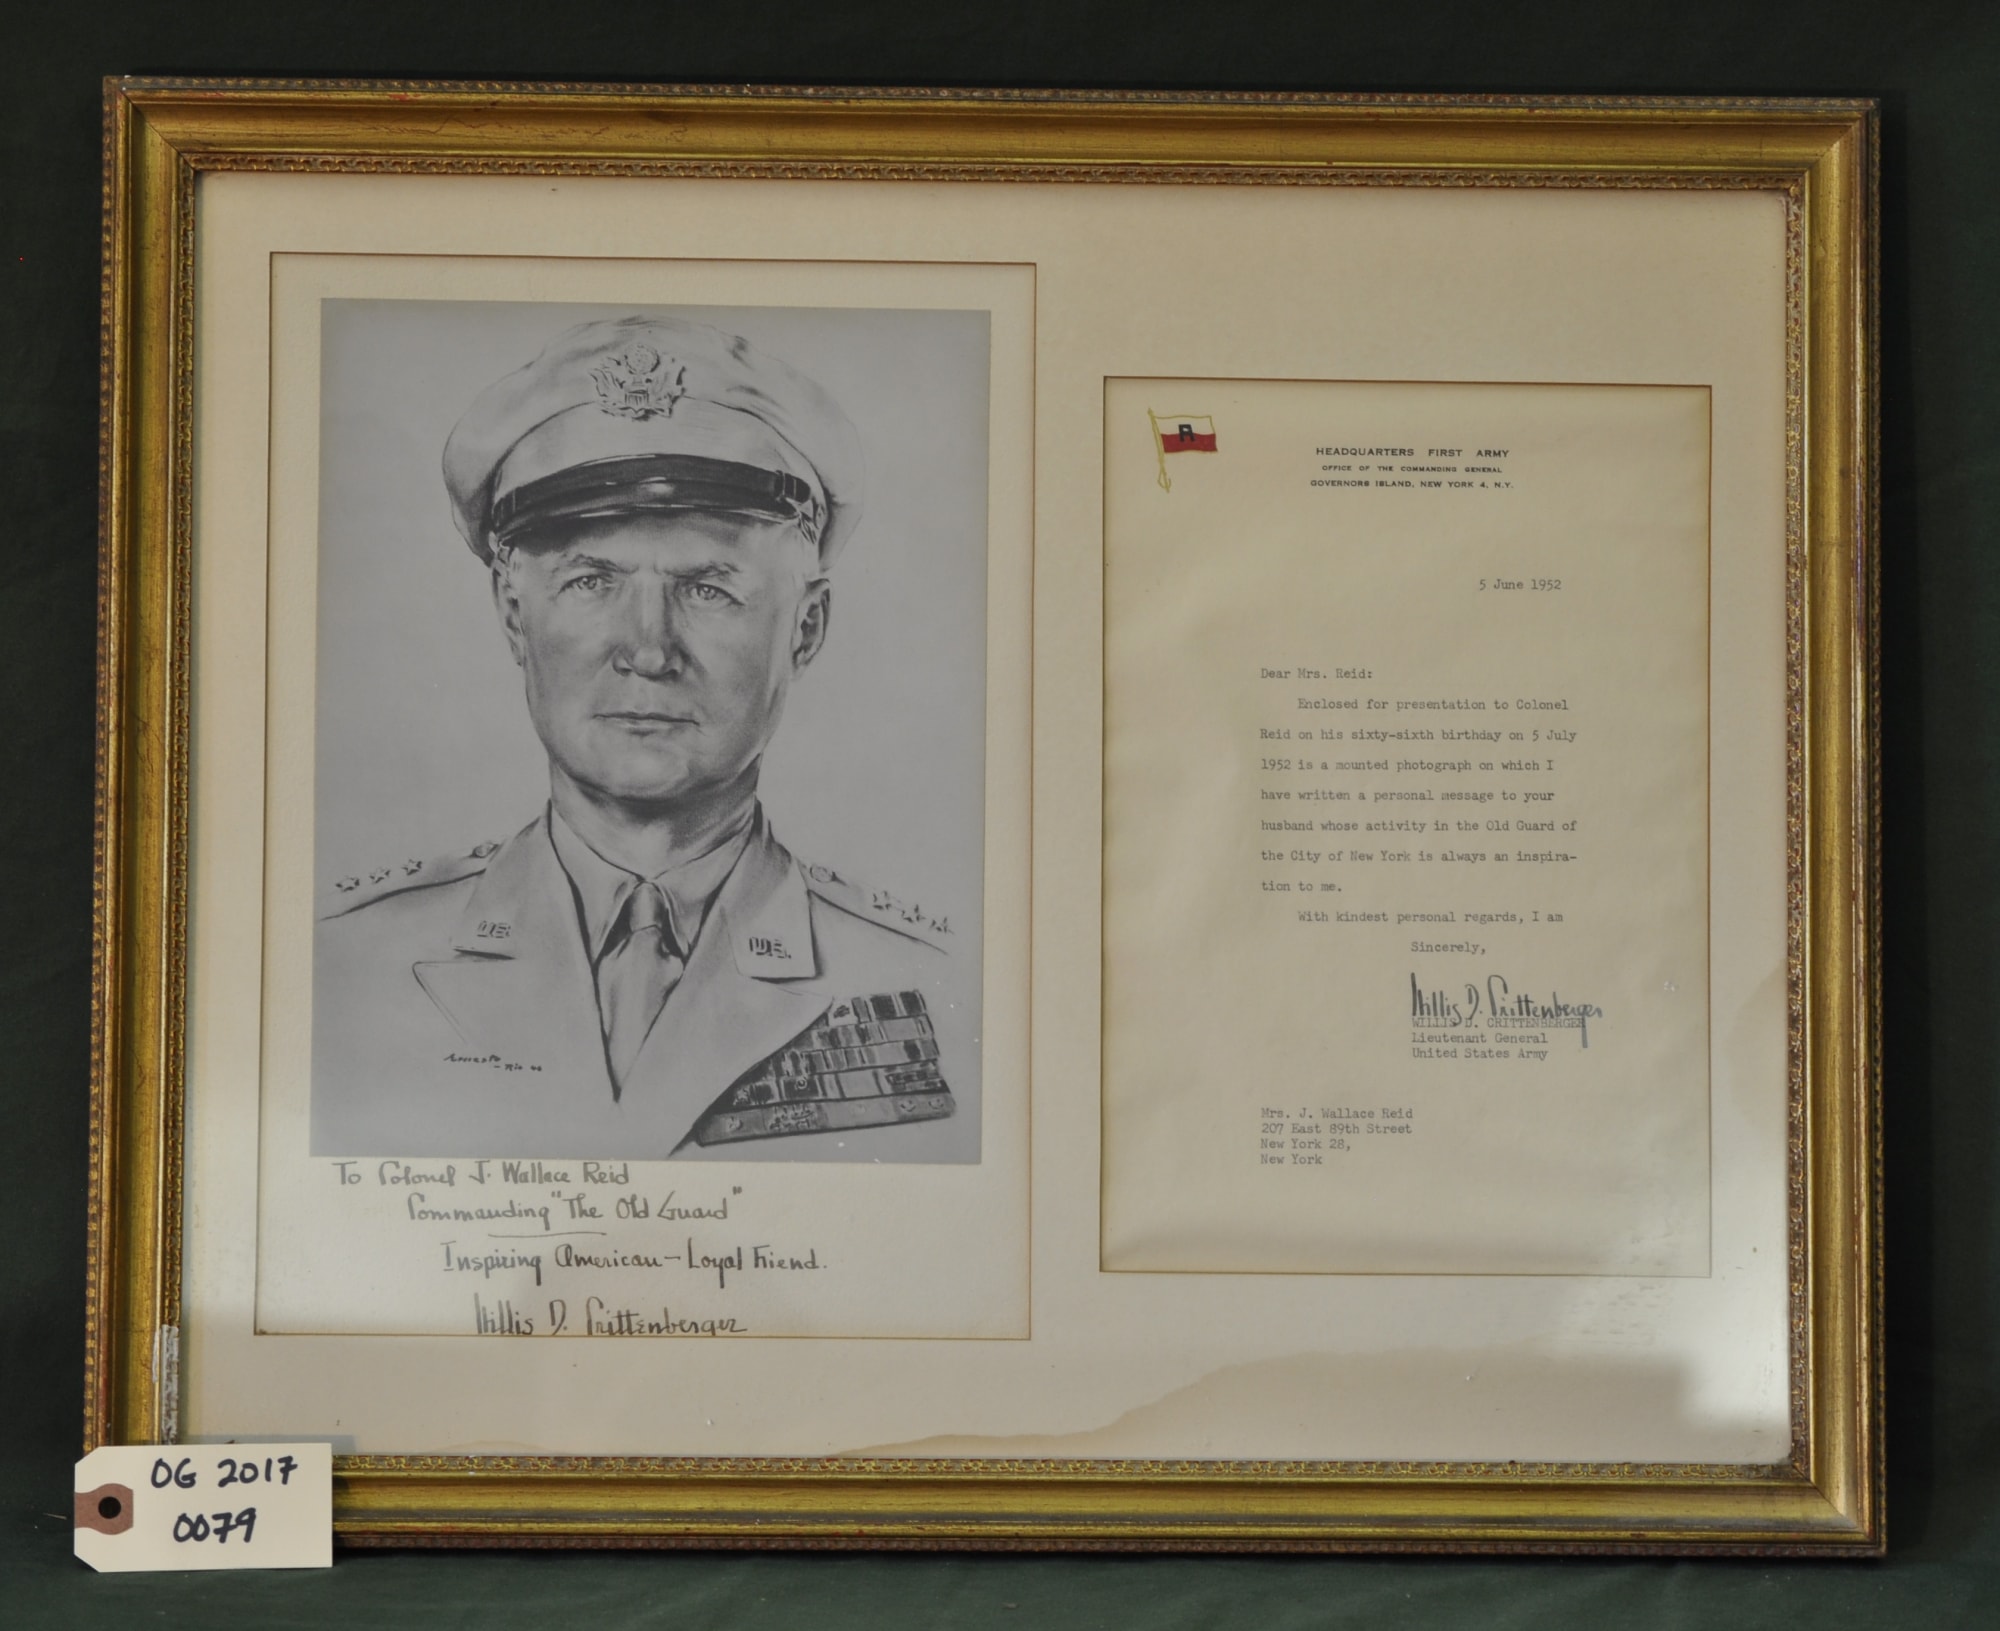 U.S.
U.S.
To Colonel J. Wallace Reid
Commanding "The Old Guard"
Inspiring American - Loyal Friend.
Willis D. Crittenberger
A
HEADQUARTERS FIRST ARMY
OFFICE OF THE COMMANDING GENERAL
GOVERNORS ISLAND, NEW YORK 4, N.Y.
5 June 1952
Dear Mrs. Reid:
Enclosed for presentation to Colonel
Reid on his sixty-sixth birthday on 5 July
1952 is a mounted photograph on which I
have written a personal message to your
husband whose activity in the Old Guard of
the City of New York is always an inspira-
tion to me.
With kindest personal regards, I am
Sincerely,
Willis D. Crittenberger
WILLIS D. CRITTENBERGER
Lieutenant General
United States Army
Mrs. J. Wallace Reid
207 East 89th Street
New York 28,
New York
OG 2017
0079